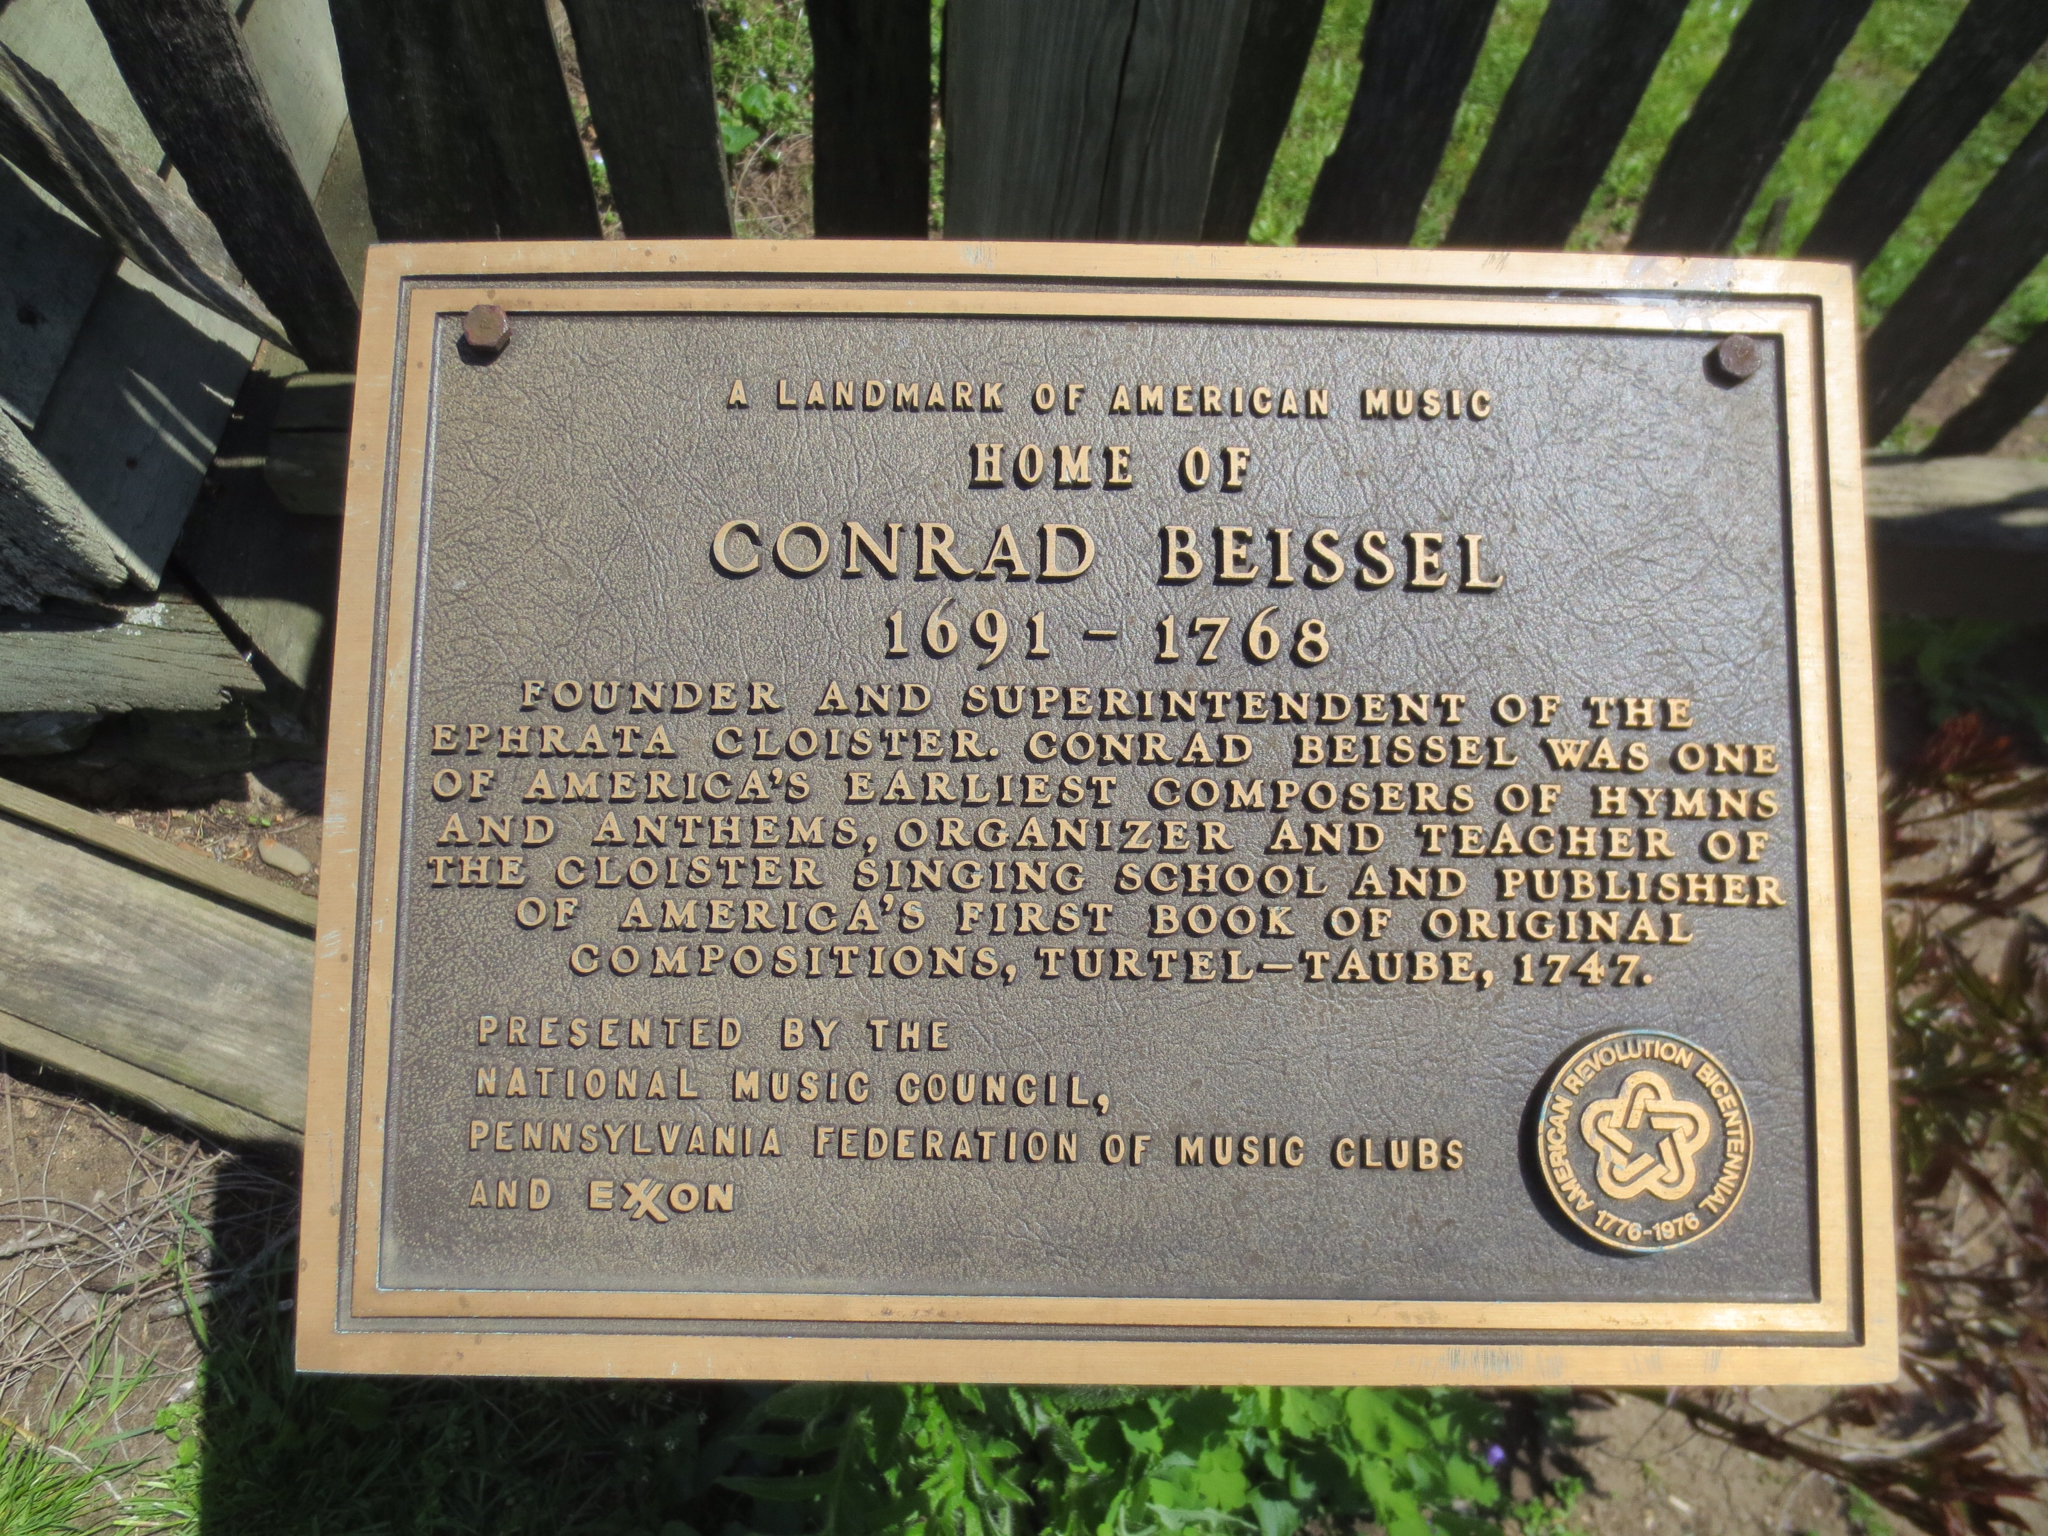 A LANDMARK OF AMERICAN MUSIC
HOME OF
CONRAD BEISSEL
1691 - 1768
FOUNDER AND SUPERINTENDENT OF THE
EPHRATA CLOISTER. CONRAD BEISSEL WAS ONE
OF AMERICA'S EARLIEST COMPOSERS OF HYMNS
AND ANTHEMS, ORGANIZER AND TEACHER OF
THE CLOISTER SINGING SCHOOL AND PUBLISHER
OF AMERICA'S FIRST BOOK OF ORIGINAL
COMPOSITIONS, TURTEL-TAUBE, 1747.
PRESENTED BY THE
NATIONAL MUSIC COUNCIL,
PENNSYLVANIA FEDERATION OF MUSIC CLUBS
AND EXXON
AMERICAN REVOLUTION BICENTENNIAL
1776-1976